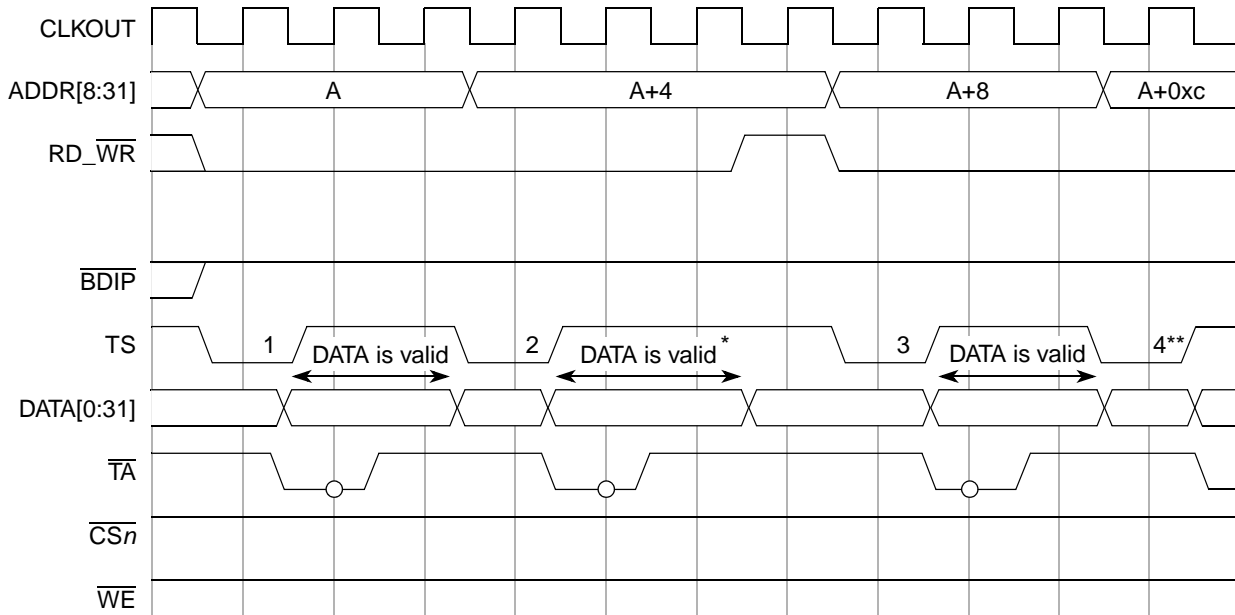 CLKOUT
ADDR[8:31] A A+4 A+8 A+0xc
RD_WR
BDIP
TS 1 2 3 4**
DATA is valid DATA is valid* DATA is valid
DATA[0:31]
TA
CSn
WE